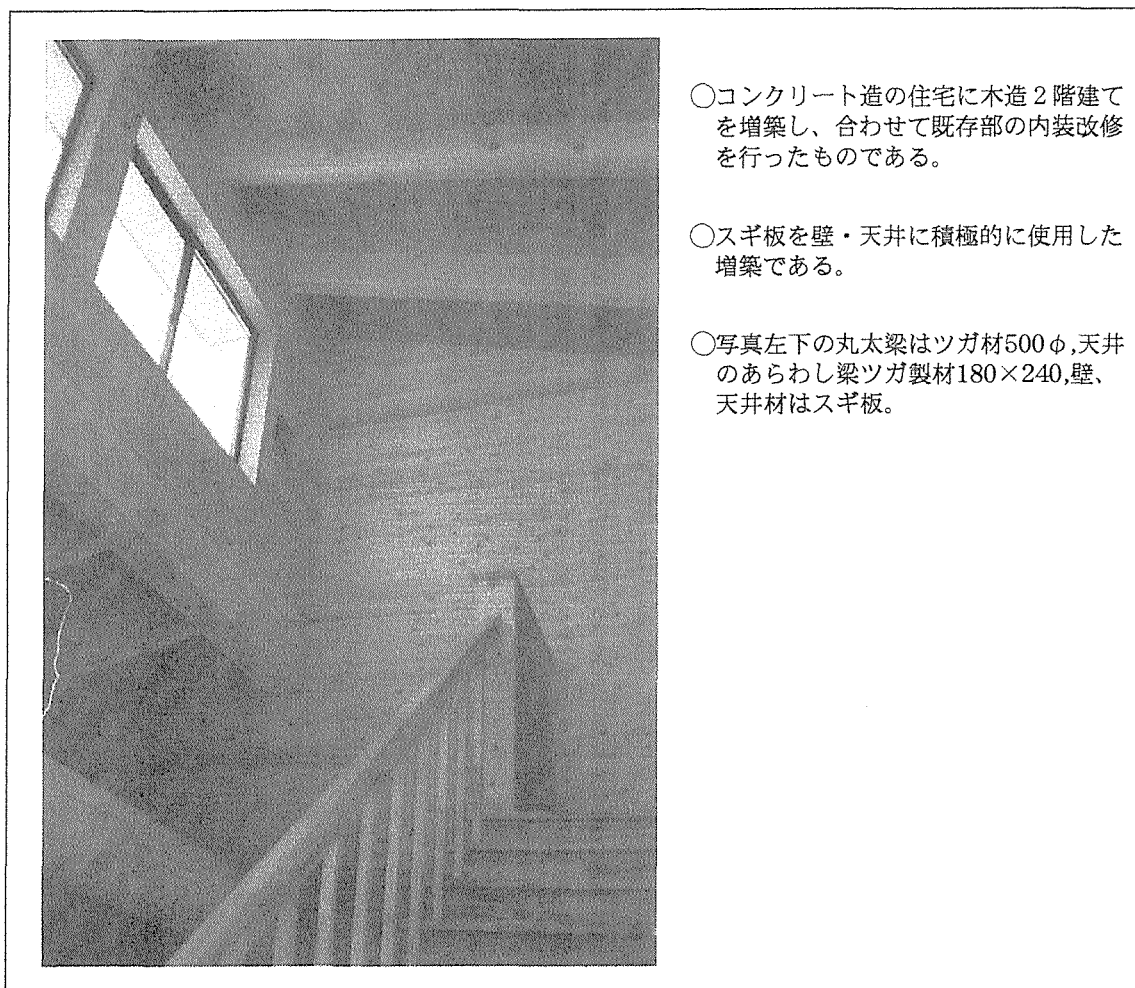 ○コンクリート造の住宅に木造2階建て
を増築し、合わせて既存部の内装改修
を行ったものである。
○スギ板を壁・天井に積極的に使用した
増築である。
○写真左下の丸太梁はツガ材500φ,天井
のあらわし梁ツガ製材180×240,壁、
天井材はスギ板。